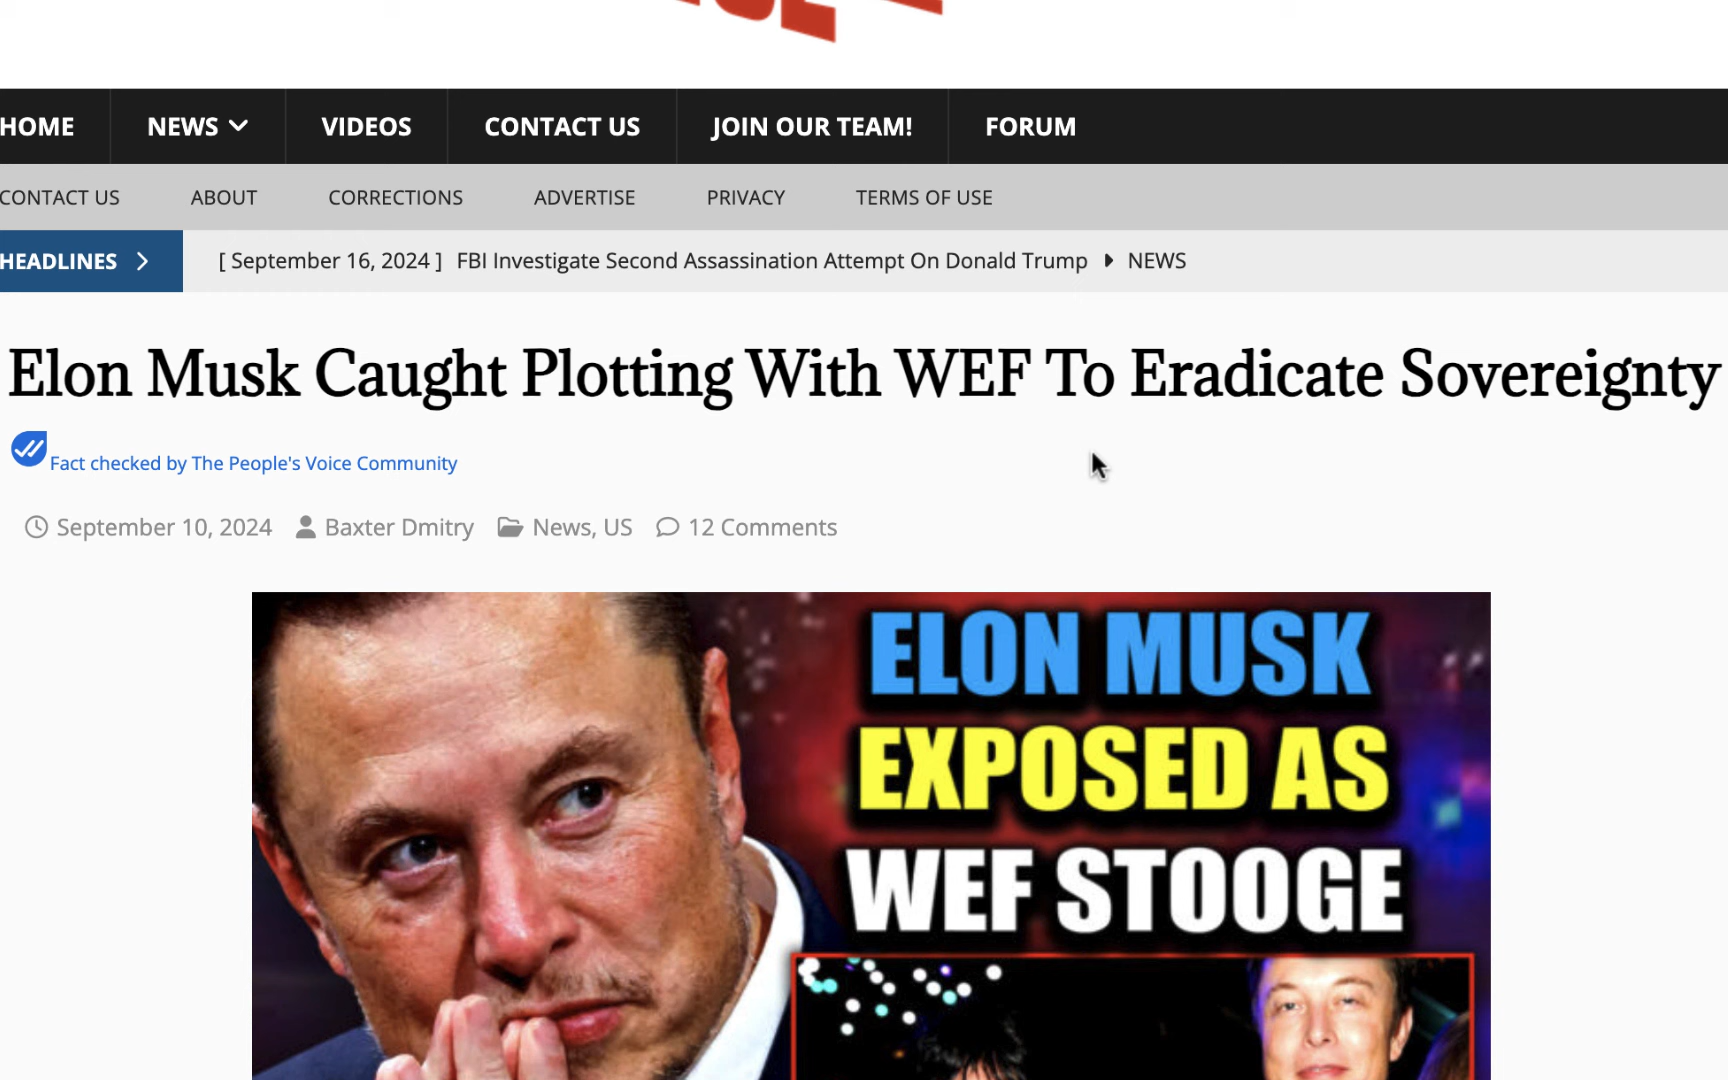 HOME NEWS VIDEOS CONTACT US JOIN OUR TEAM! FORUM
CONTACT US ABOUT CORRECTIONS ADVERTISE PRIVACY TERMS OF USE
HEADLINES [ September 16, 2024 ] FBI Investigate Second Assassination Attempt On Donald Trump NEWS
Elon Musk Caught Plotting With WEF To Eradicate Sovereignty
Fact checked by The People's Voice Community
September 10, 2024 Baxter Dmitry News, US 12 Comments
ELON MUSK
EXPOSED AS
WEF STOOGE